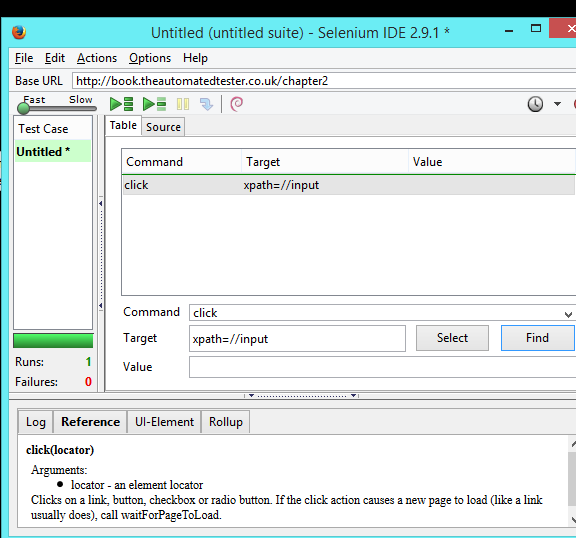 Untitled (untitled suite) - Selenium IDE 2.9.1 *
File Edit Actions Options Help
Base URL http://book.theautomatedtester.co.uk/chapter2
Fast Slow
Table Source
Test Case
Untitled *
Command Target Value
click xpath=//input
Command click
Target xpath=//input Select Find
Value
Runs: 1
Failures: 0
Log Reference UI-Element Rollup
click(locator)
Arguments:
● locator - an element locator
Clicks on a link, button, checkbox or radio button. If the click action causes a new page to load (like a link
usually does), call waitForPageToLoad.